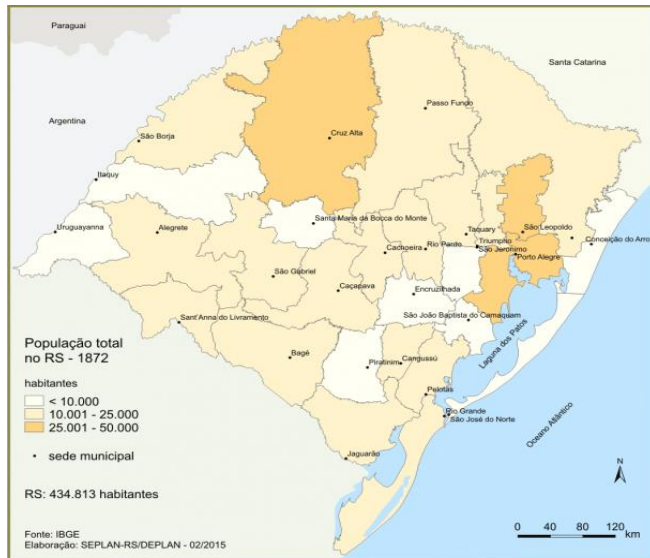 Paraguai
Santa Catarina
Passo Fundo
Argentina
Cruz Alta
São Borja
Itaquy
Santa Maria da Bocca do Monte
Uruguayanna
Alegrete
Taquary
São Leopoldo
Conceição do Arroi
Cachoeira
Rio Pardo
Triumpho
São Jeronimo
Porto Alegre
São Gabriel
Caçapava
Encruzilhada
Sant'Anna do Livramento
São João Baptista do Camaquam
Laguna dos Patos
População total
no RS - 1872
Bagé
Piratinim
Cangussú
habitantes
< 10.000
10.001 - 25.000
25.001 - 50.000
Pelotas
Rio Grande
São José do Norte
Oceano Atlântico
sede municipal
Jaguarão
N
RS: 434.813 habitantes
Fonte: IBGE
Elaboração: SEPLAN-RS/DEPLAN - 02/2015
0 40 80 120
km